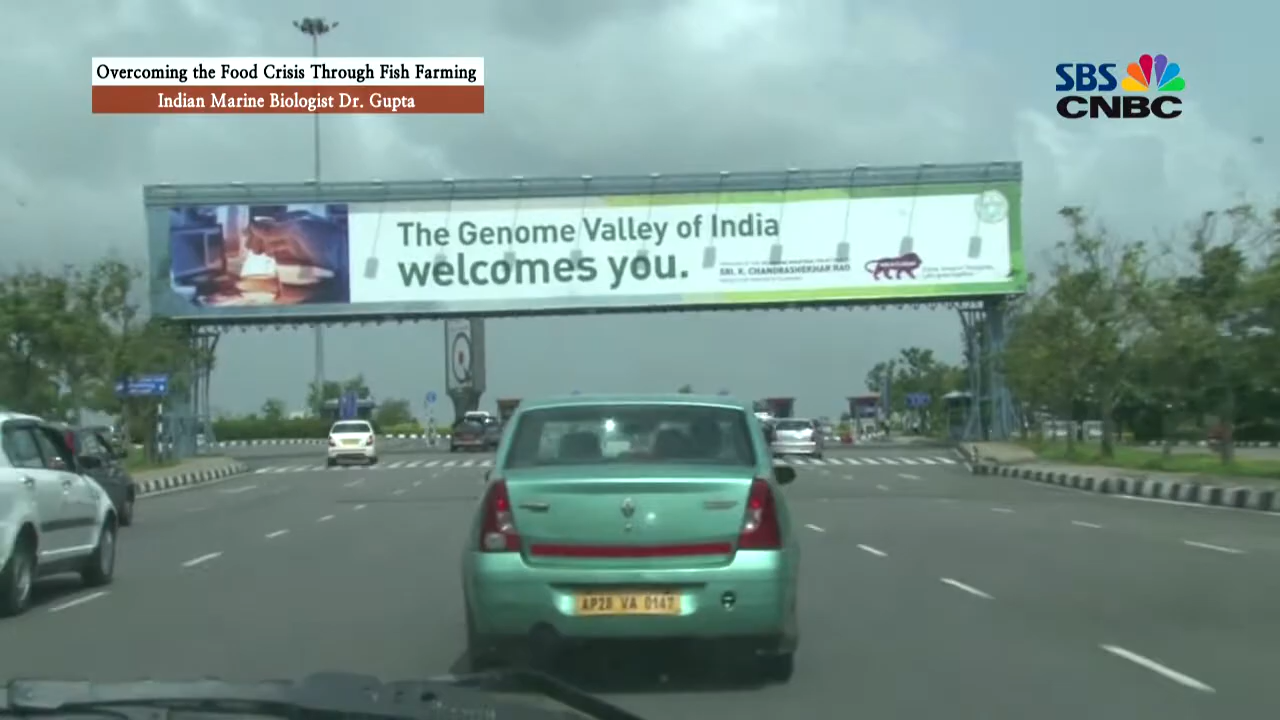 Overcoming the Food Crisis Through Fish Farming
Indian Marine Biologist Dr. Gupta
SBS
CNBC
The Genome Valley of India
welcomes you.
SRI. K. CHANDRASHEKHAR RAO
AP28 VA 0147